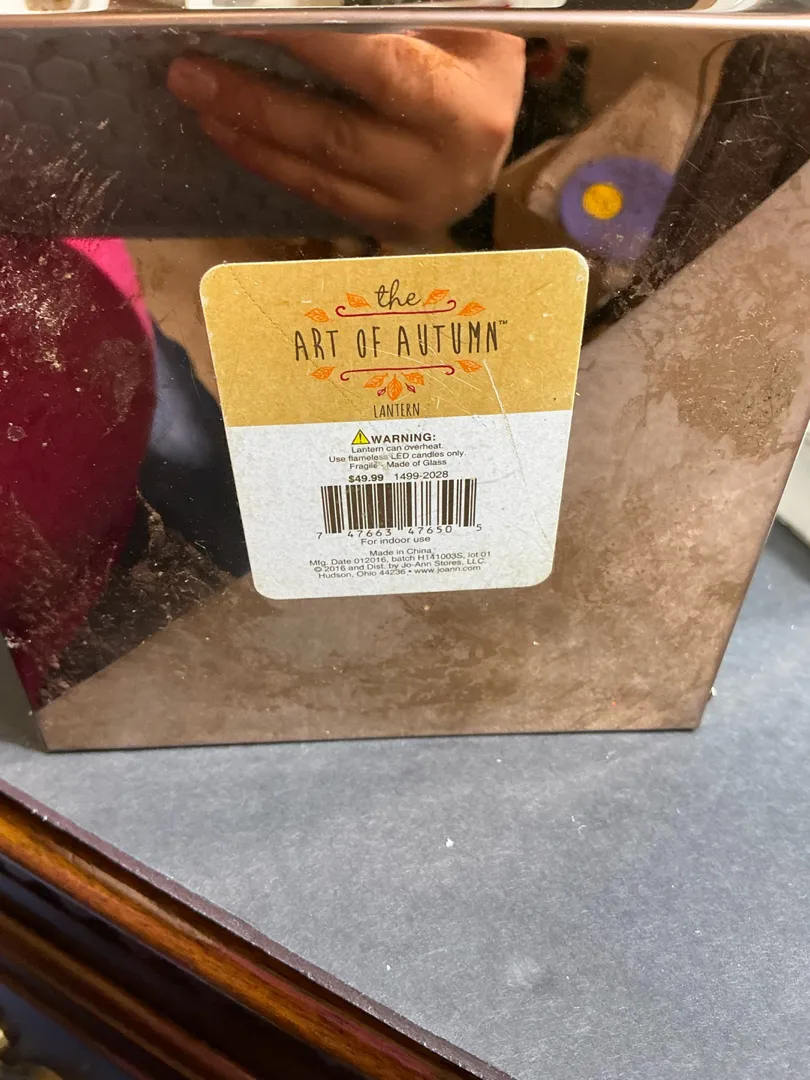 the
ART OF AUTUMN™
LANTERN
WARNING:
Lantern can overheat.
Use flameless LED candles only.
Fragile - Made of Glass
$49.99 1499-2028
7 47663 47650 5
For indoor use
Made in China
Mfg. Date 012016, batch H141003S, lot 01
© 2016 and Dist. by Jo-Ann Stores, LLC.
Hudson, Ohio 44236 • www.joann.com